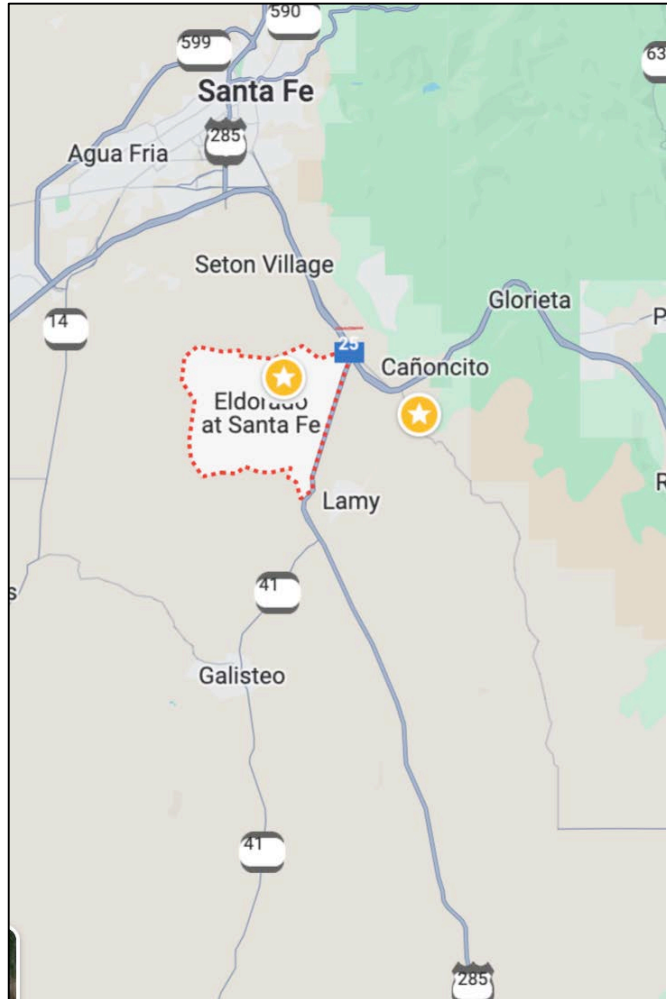 590
599
63
Santa Fe
285
Agua Fria
Seton Village
Glorieta
14
P
25
Cañoncito
Eldorado
at Santa Fe
R
Lamy
41
s
Galisteo
41
285